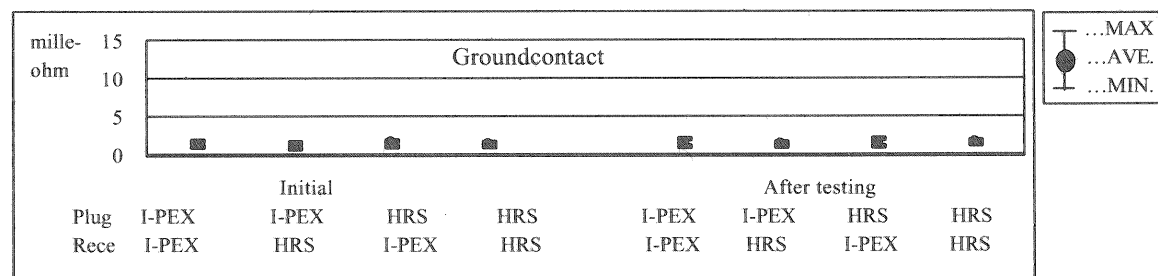 mille-
ohm
15
10
5
0
Groundcontact
…MAX
…AVE.
…MIN.
Initial After testing
Plug I-PEX I-PEX HRS HRS I-PEX I-PEX HRS HRS
Rece I-PEX HRS I-PEX HRS I-PEX HRS I-PEX HRS